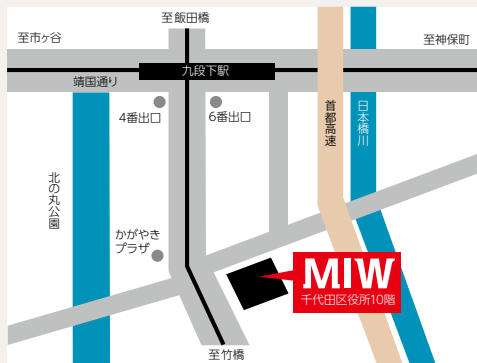 至飯田橋
至市ヶ谷
至神保町
九段下駅
靖国通り
4番出口
6番出口
首都高速
日本橋川
北の丸公園
かがやき
プラザ
MIW
千代田区役所10階
至竹橋